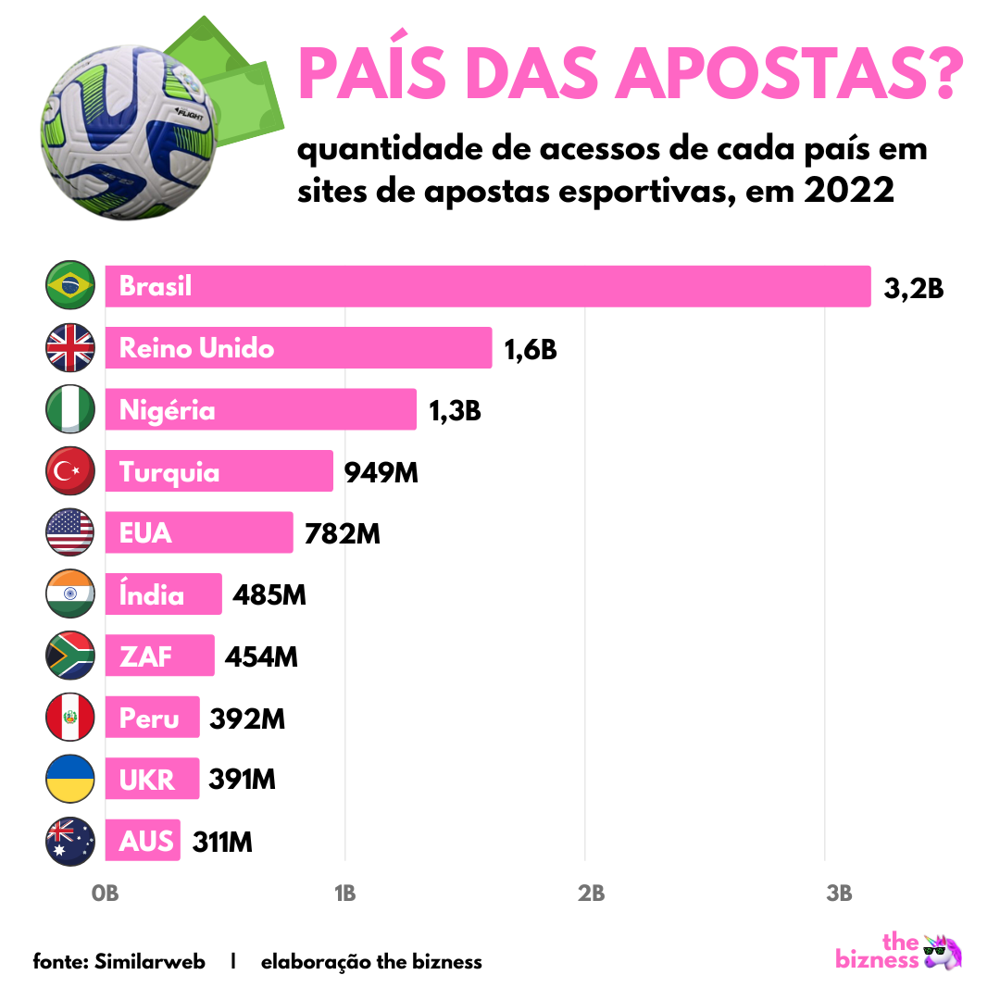 PAÍS DAS APOSTAS?
quantidade de acessos de cada país em
sites de apostas esportivas, em 2022
FLIGHT
Brasil 3,2B
Reino Unido 1,6B
Nigéria 1,3B
Turquia 949M
EUA 782M
Índia 485M
ZAF 454M
Peru 392M
UKR 391M
AUS 311M
0B 1B 2B 3B
fonte: Similarweb | elaboração the bizness
the
bizness